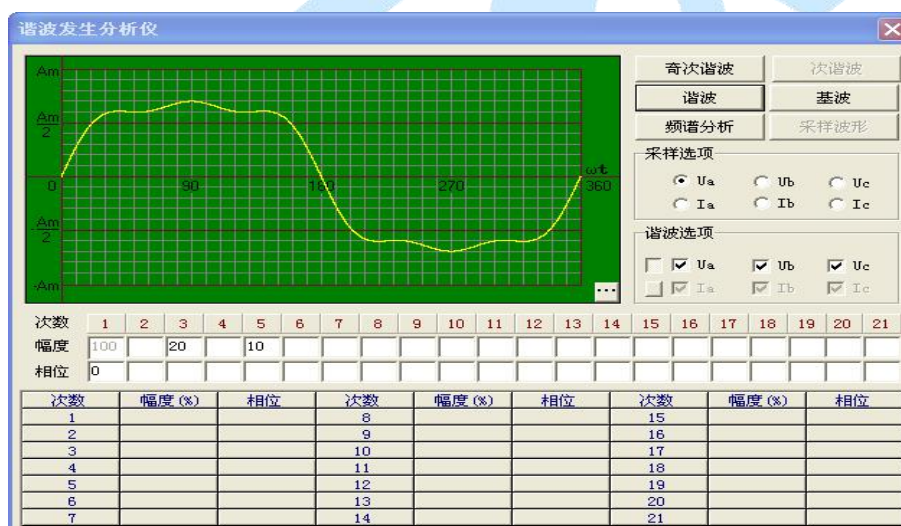 谐波发生分析仪
Am
Am
2
0
90
180
270
ωt
360
Am
2
-Am
...
奇次谐波 次谐波
谐波 基波
频谱分析 采样波形
采样选项
Ua Ub Uc
Ia Ib Ic
谐波选项
Ua Ub Uc
Ia Ib Ic
次数 1 2 3 4 5 6 7 8 9 10 11 12 13 14 15 16 17 18 19 20 21
幅度 100 20 10
相位 0
次数 幅度(%) 相位 次数 幅度(%) 相位 次数 幅度(%) 相位
1 8 15
2 9 16
3 10 17
4 11 18
5 12 19
6 13 20
7 14 21